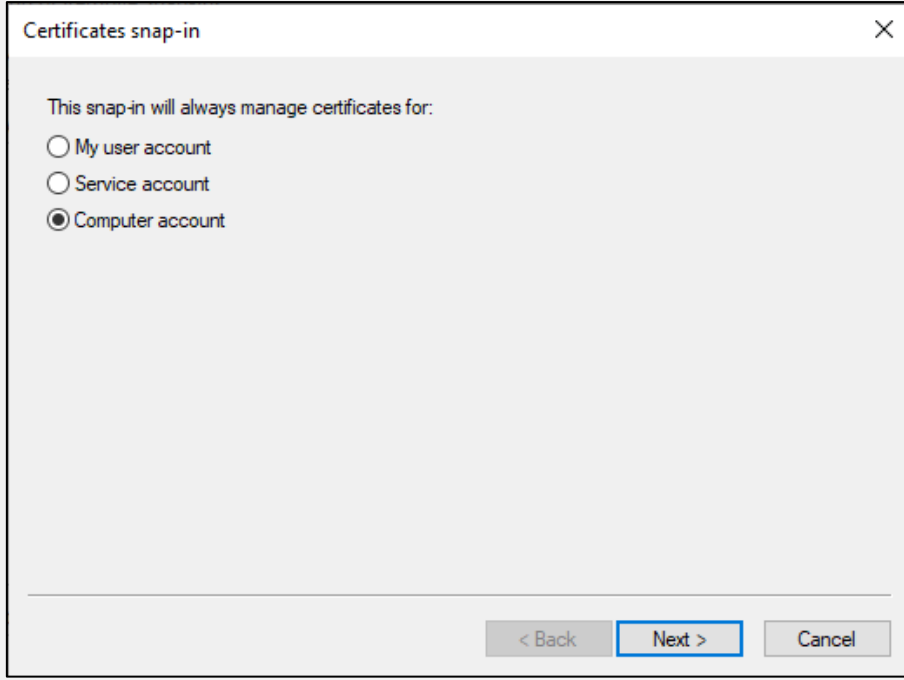 Certificates snap-in
This snap-in will always manage certificates for:
My user account
Service account
Computer account
< Back
Next >
Cancel